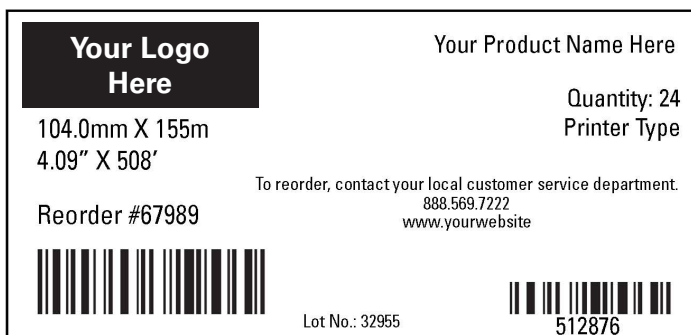 Your Logo
Here
Your Product Name Here
Quantity: 24
Printer Type
104.0mm X 155m
4.09” X 508’
To reorder, contact your local customer service department.
888.569.7222
www.yourwebsite
Reorder #67989
Lot No.: 32955
512876